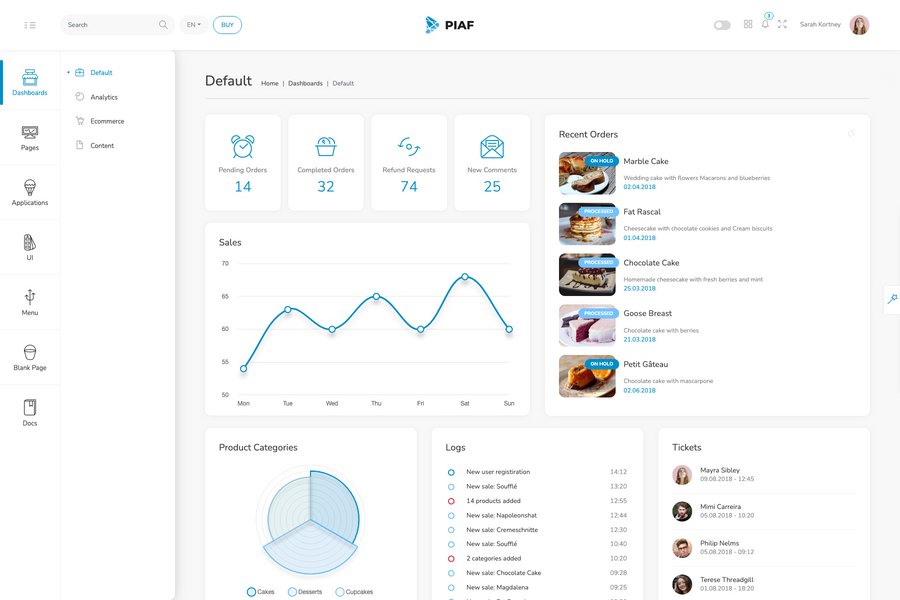 Search
EN
BUY
PIAF
3
Sarah Kortney
Dashboards
Pages
Applications
UI
Menu
Blank Page
Docs
Default
Analytics
Ecommerce
Content
Default
Home | Dashboards | Default
Pending Orders
14
Completed Orders
32
Refund Requests
74
New Comments
25
Sales
70
65
60
55
50
Mon Tue Wed Thu Fri Sat Sun
Recent Orders
ON HOLD
Marble Cake
Wedding cake with flowers Macarons and blueberries
02.04.2018
PROCESSED
Fat Rascal
Cheesecake with chocolate cookies and Cream biscuits
01.04.2018
PROCESSED
Chocolate Cake
Homemade cheesecake with fresh berries and mint
25.03.2018
PROCESSED
Goose Breast
Chocolate cake with berries
21.03.2018
ON HOLD
Petit Gâteau
Chocolate cake with mascarpone
02.06.2018
Product Categories
Cakes Desserts Cupcakes
Logs
New user registiration 14:12
New sale: Soufflé 13:20
14 products added 12:55
New sale: Napoleonshat 12:44
New sale: Cremeschnitte 12:30
New sale: Soufflé 10:40
2 categories added 10:20
New sale: Chocolate Cake 09:28
New sale: Magdalena 09:25
Tickets
Mayra Sibley
09.08.2018 - 12:45
Mimi Carreira
05.08.2018 - 10:20
Philip Nelms
05.08.2018 - 09:12
Terese Threadgill
01.08.2018 - 18:20